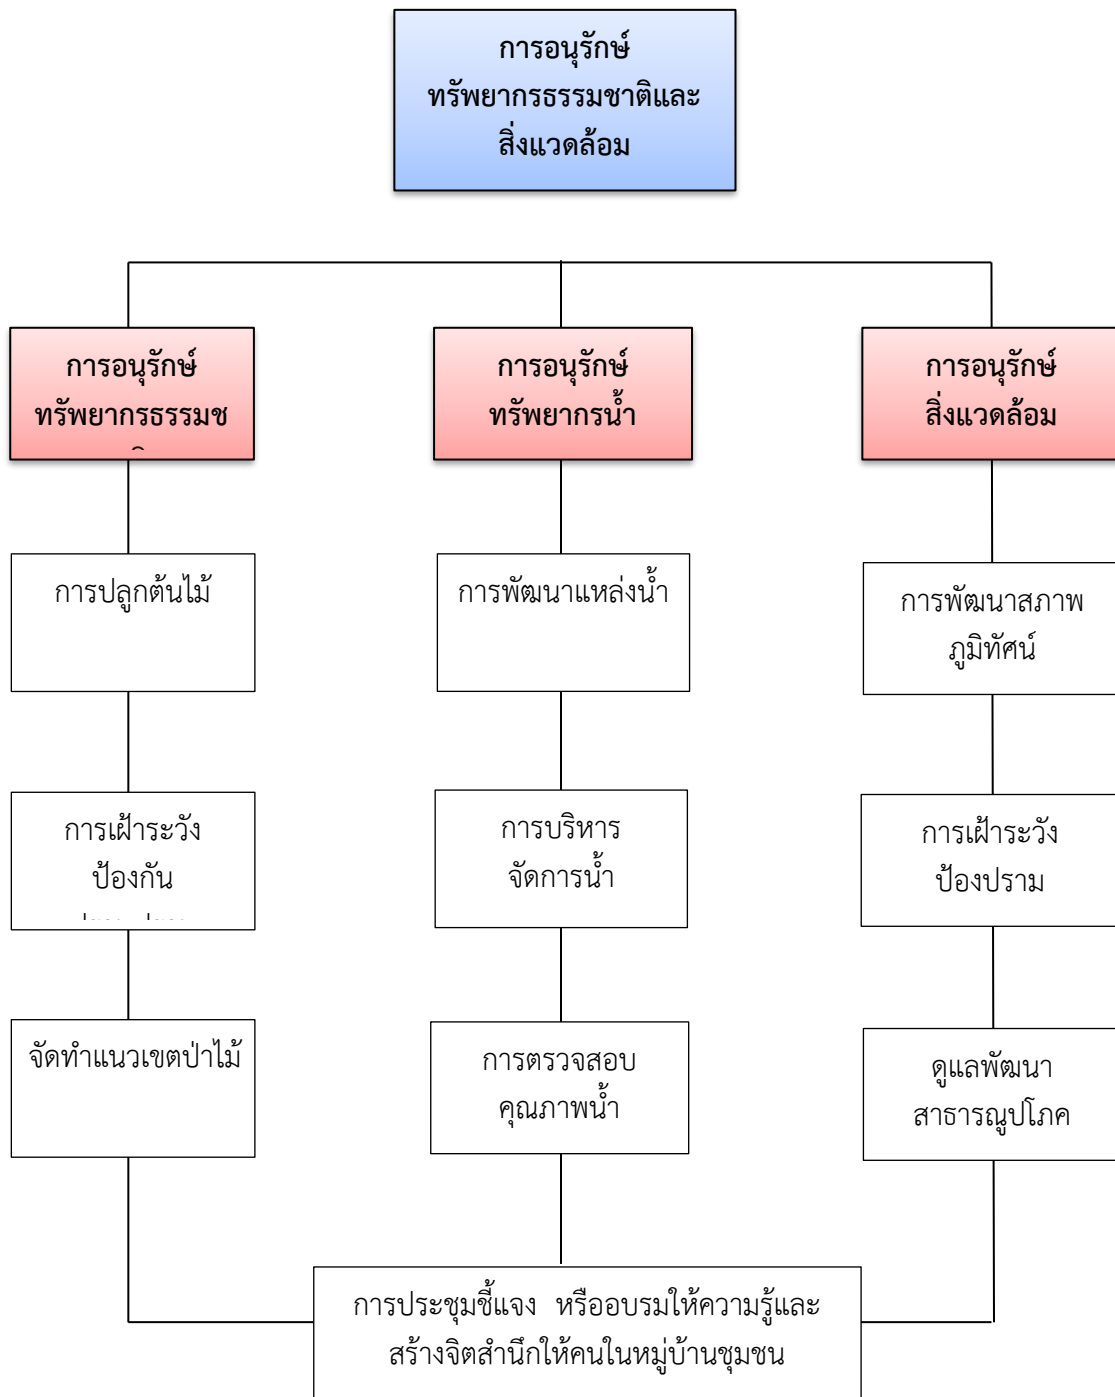 การอนุรักษ์
ทรัพยากรธรรมชาติและ
สิ่งแวดล้อม
การอนุรักษ์
ทรัพยากรธรรมช
การอนุรักษ์
ทรัพยากรน้ำ
การอนุรักษ์
สิ่งแวดล้อม
การปลูกต้นไม้
การพัฒนาแหล่งน้ำ
การพัฒนาสภาพ
ภูมิทัศน์
การเฝ้าระวัง
ป้องกัน
การบริหาร
จัดการน้ำ
การเฝ้าระวัง
ป้องปราม
จัดทำแนวเขตป่าไม้
การตรวจสอบ
คุณภาพน้ำ
ดูแลพัฒนา
สาธารณูปโภค
การประชุมชี้แจง หรืออบรมให้ความรู้และ
สร้างจิตสำนึกให้คนในหมู่บ้านชุมชน